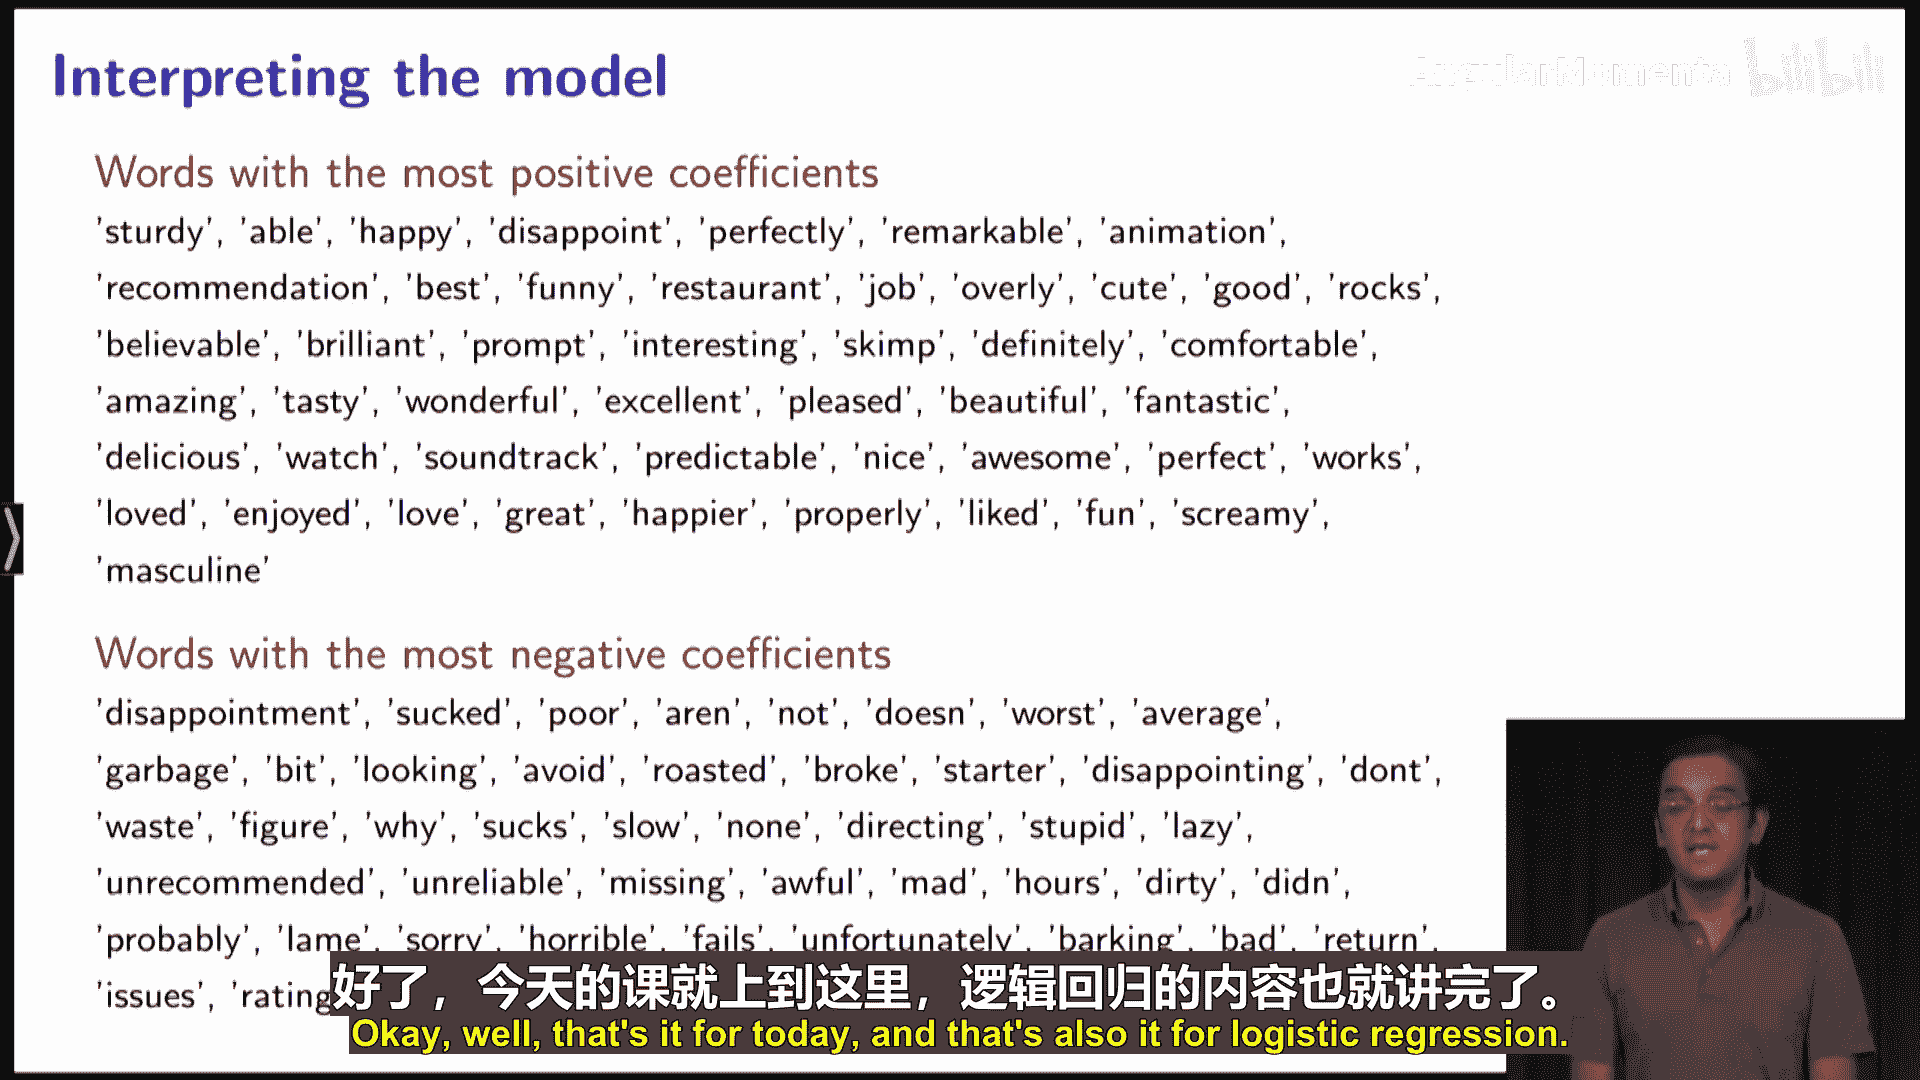 Interpreting the model
AngularMomenta bilibili
Words with the most positive coefficients
'sturdy', 'able', 'happy', 'disappoint', 'perfectly', 'remarkable', 'animation',
'recommendation', 'best', 'funny', 'restaurant', 'job', 'overly', 'cute', 'good', 'rocks',
'believable', 'brilliant', 'prompt', 'interesting', 'skimp', 'definitely', 'comfortable',
'amazing', 'tasty', 'wonderful', 'excellent', 'pleased', 'beautiful', 'fantastic',
'delicious', 'watch', 'soundtrack', 'predictable', 'nice', 'awesome', 'perfect', 'works',
'loved', 'enjoyed', 'love', 'great', 'happier', 'properly', 'liked', 'fun', 'screamy',
'masculine'
Words with the most negative coefficients
'disappointment', 'sucked', 'poor', 'aren', 'not', 'doesn', 'worst', 'average',
'garbage', 'bit', 'looking', 'avoid', 'roasted', 'broke', 'starter', 'disappointing', 'dont',
'waste', 'figure', 'why', 'sucks', 'slow', 'none', 'directing', 'stupid', 'lazy',
'unrecommended', 'unreliable', 'missing', 'awful', 'mad', 'hours', 'dirty', 'didn',
'probably', 'lame', 'sorry', 'horrible', 'fails', 'unfortunately', 'barking', 'bad', 'return',
'issues', 'rating
好了，今天的课就上到这里，逻辑回归的内容也就讲完了。
Okay, well, that's it for today, and that's also it for logistic regression.